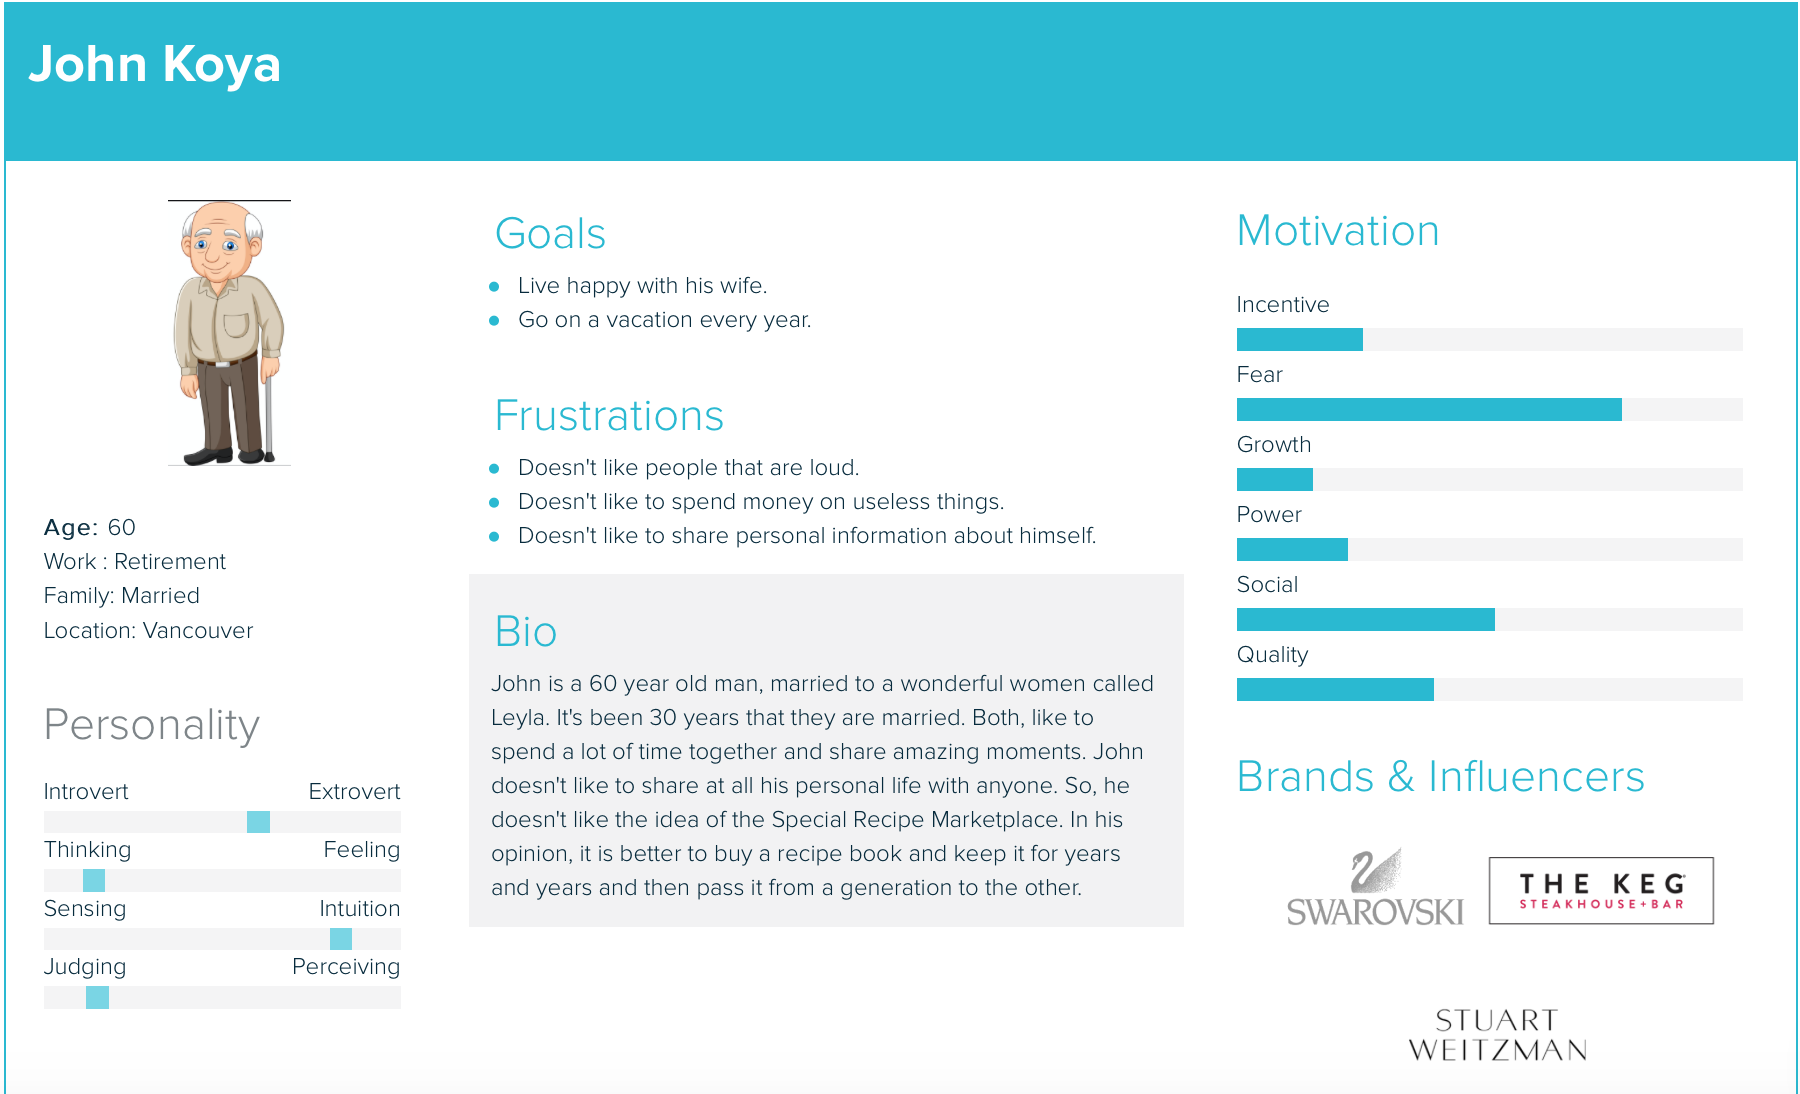 John Koya
Age: 60
Work : Retirement
Family: Married
Location: Vancouver
Personality
Introvert Extrovert
Thinking Feeling
Sensing Intuition
Judging Perceiving
Goals
Live happy with his wife.
Go on a vacation every year.
Frustrations
Doesn't like people that are loud.
Doesn't like to spend money on useless things.
Doesn't like to share personal information about himself.
Bio
John is a 60 year old man, married to a wonderful women called
Leyla. It's been 30 years that they are married. Both, like to
spend a lot of time together and share amazing moments. John
doesn't like to share at all his personal life with anyone. So, he
doesn't like the idea of the Special Recipe Marketplace. In his
opinion, it is better to buy a recipe book and keep it for years
and years and then pass it from a generation to the other.
Motivation
Incentive
Fear
Growth
Power
Social
Quality
Brands & Influencers
SWAROVSKI
THE KEG
STEAKHOUSE+BAR
STUART
WEITZMAN